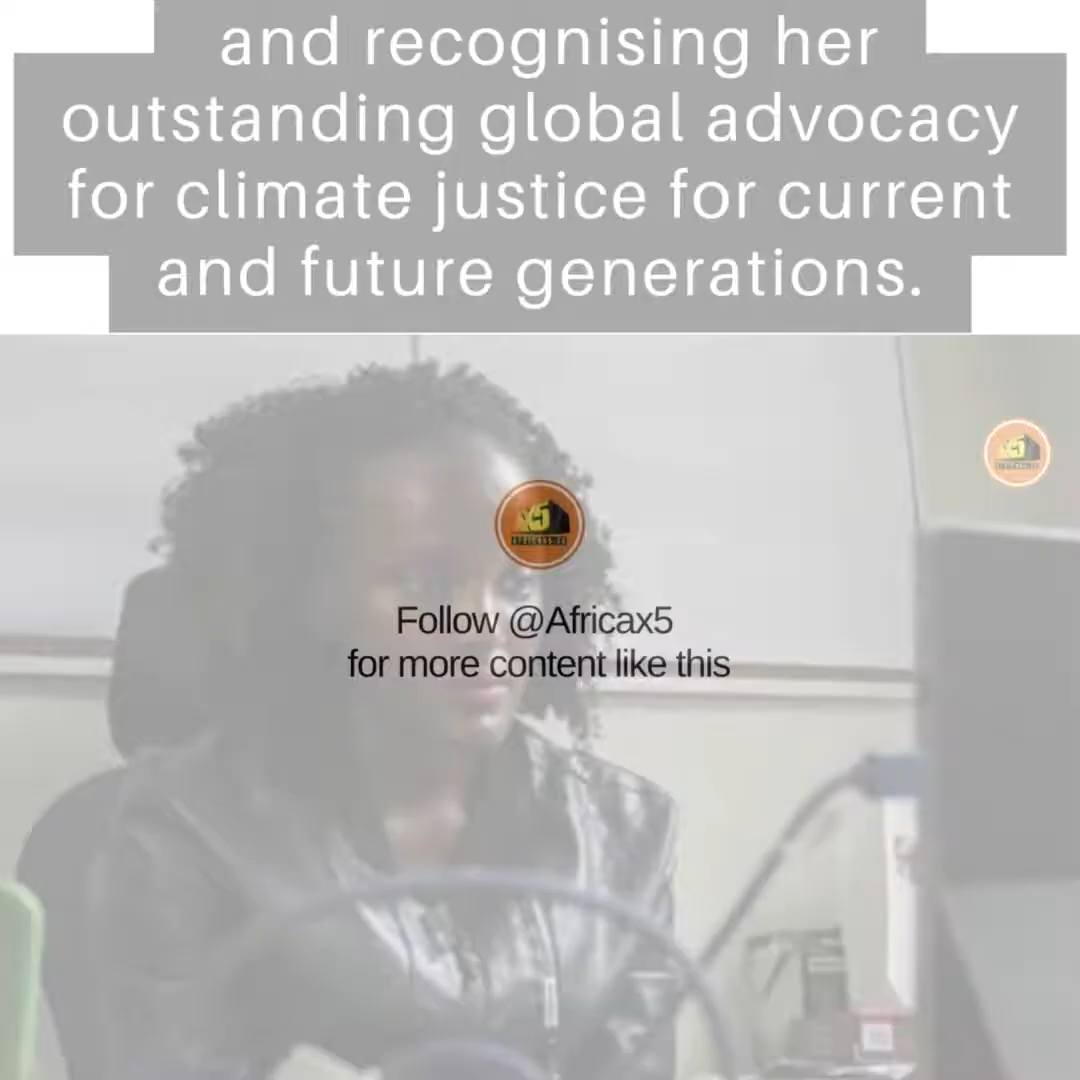 and recognising her
outstanding global advocacy
for climate justice for current
and future generations.
Follow @Africax5
for more content like this